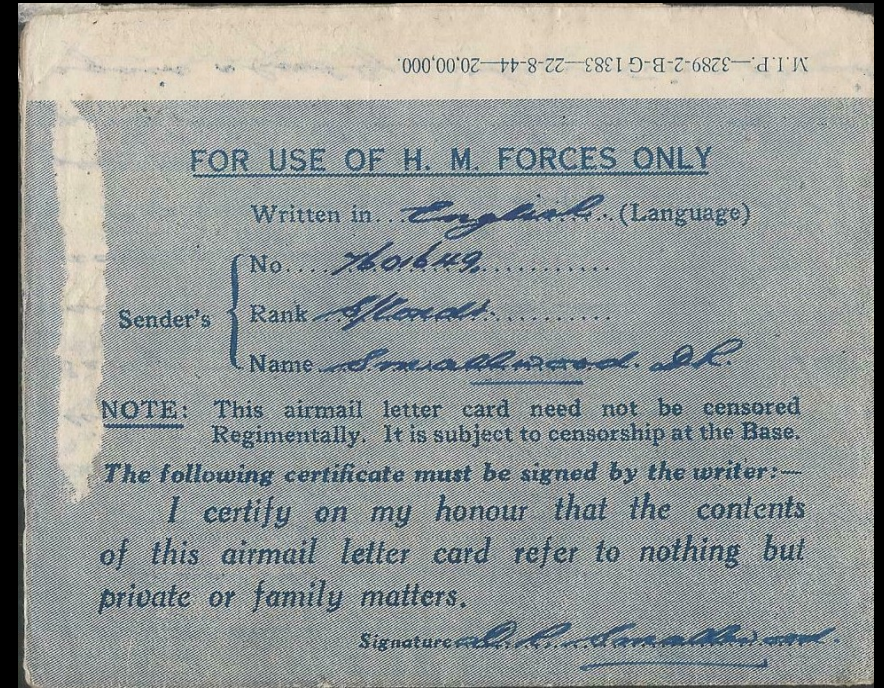 M.I.P.—3289-2-B-G 1383—22-8-44—20,00,000.
FOR USE OF H. M. FORCES ONLY
Written in...English....(Language)
No....7601649.............
Sender's
Rank
Name...Smallwood. D.R.
NOTE: This airmail letter card need not be censored
Regimentally. It is subject to censorship at the Base.
The following certificate must be signed by the writer:—
I certify on my honour that the contents
of this airmail letter card refer to nothing but
private or family matters.
Signature D. R. Smallwood.